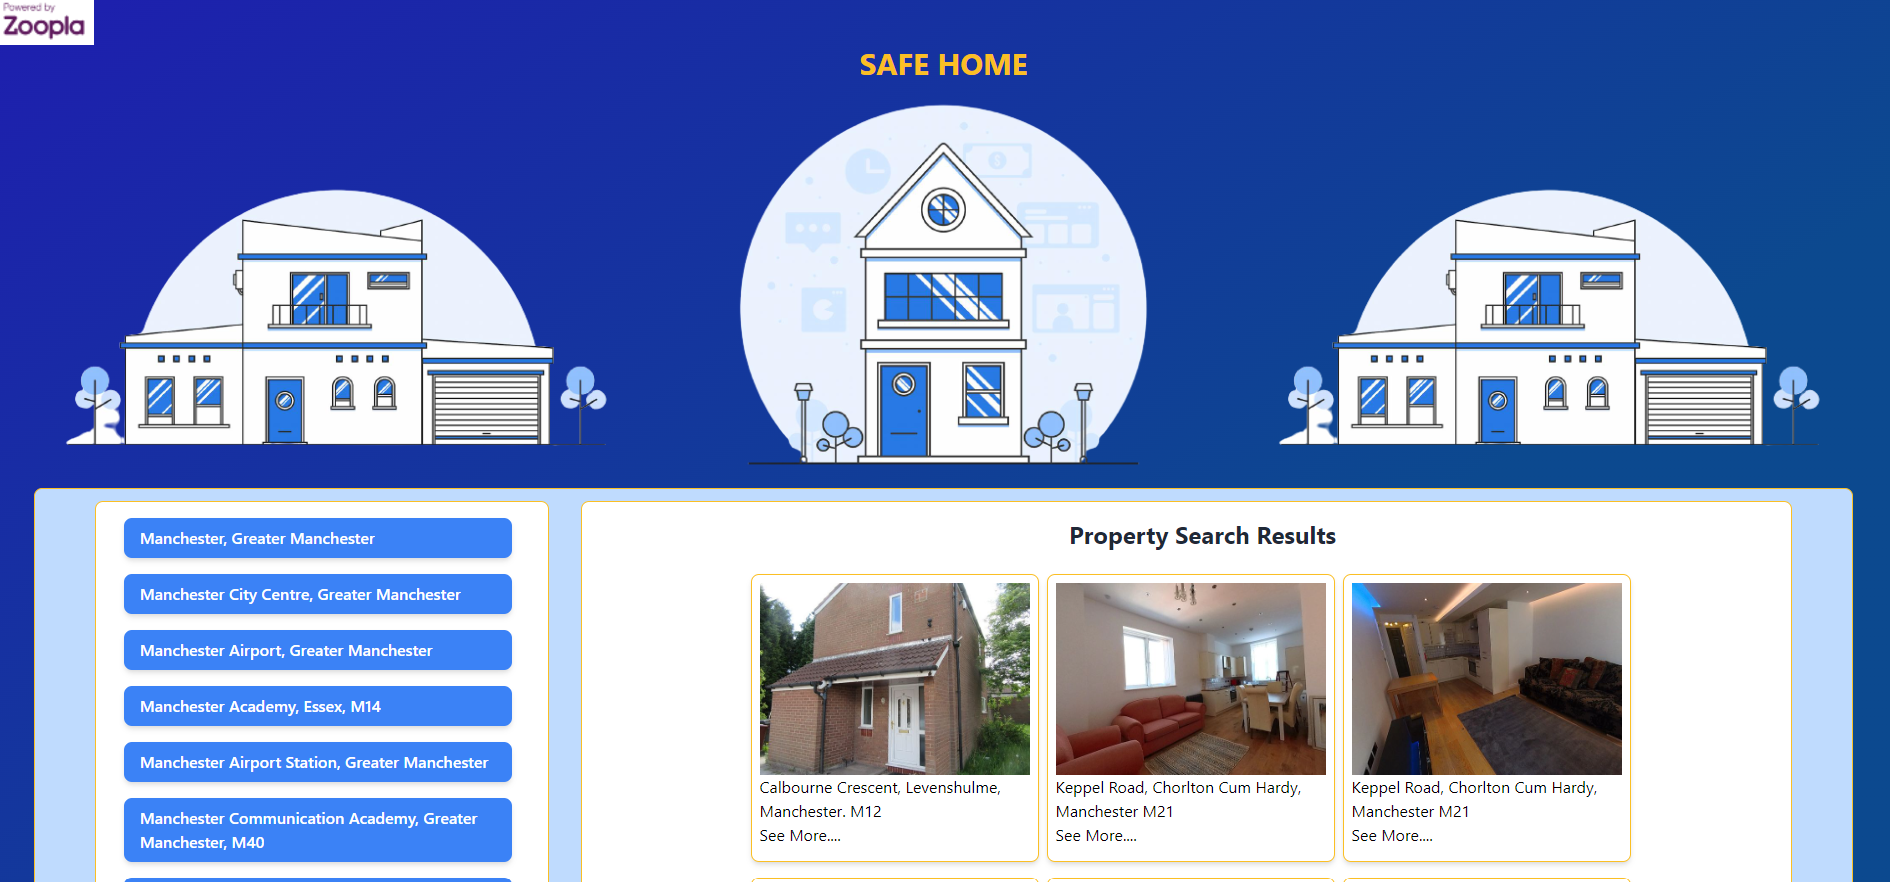 Powered by
Zoopla
SAFE HOME
Manchester, Greater Manchester
Manchester City Centre, Greater Manchester
Manchester Airport, Greater Manchester
Manchester Academy, Essex, M14
Manchester Airport Station, Greater Manchester
Manchester Communication Academy, Greater
Manchester, M40
Property Search Results
Calbourne Crescent, Levenshulme,
Manchester. M12
See More....
Keppel Road, Chorlton Cum Hardy,
Manchester M21
See More....
Keppel Road, Chorlton Cum Hardy,
Manchester M21
See More....